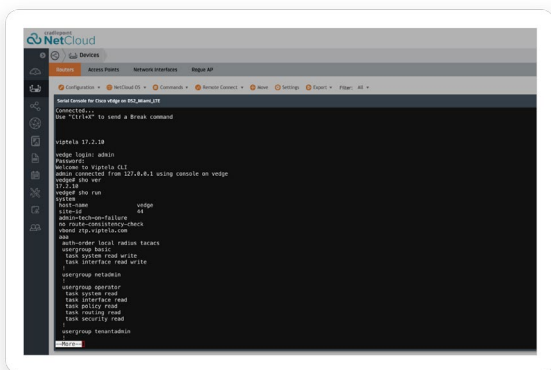 cradlepoint
NetCloud
Devices
Routers Access Points Network Interfaces Rogue AP
Configuration NetCloud OS Commands Remote Connect Move Settings Export Filter: All
Serial Console for Cisco vEdge on DS2_Miami_LTE
Connected...
Use "Ctrl+X" to send a Break command
viptela 17.2.10
vedge login: admin
Password:
Welcome to Viptela CLI
admin connected from 127.0.0.1 using console on vedge
vedge# sho ver
17.2.10
vedge# sho run
system
host-name vedge
site-id 44
admin-tech-on-failure
no route-consistency-check
vbond ztp.viptela.com
aaa
auth-order local radius tacacs
usergroup basic
task system read write
task interface read write
!
usergroup netadmin
!
usergroup operator
task system read
task interface read
task policy read
task routing read
task security read
!
usergroup tenantadmin
!
--More--